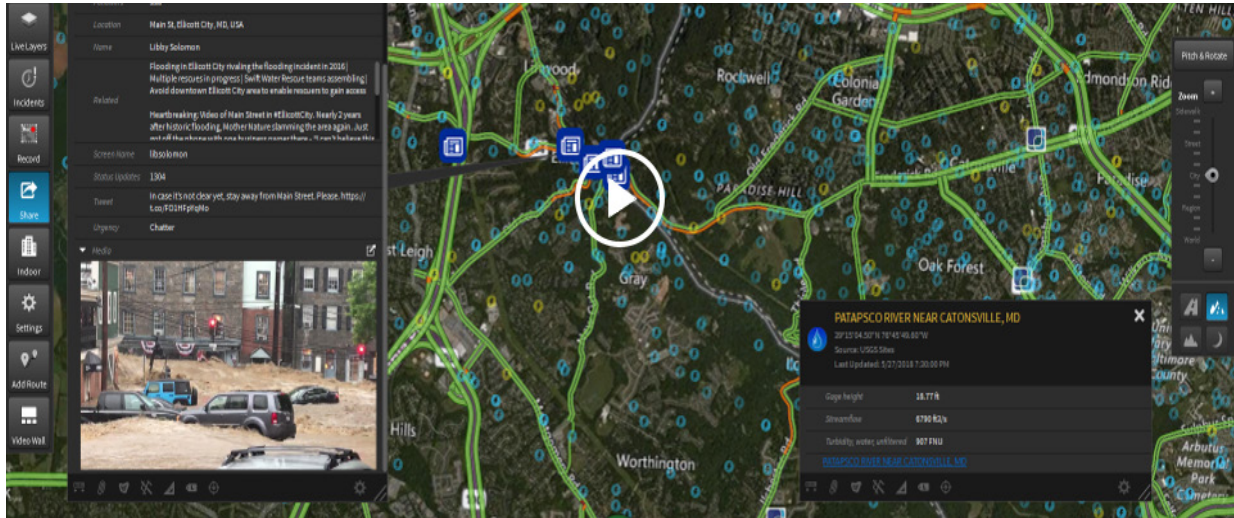 Live Layers
Incidents
Record
Share
Indoor
Settings
Add Route
Video Wall
Location Main St, Ellicott City, MD, USA
Name Libby Solomon
Related
Flooding in Ellicott City rivaling the flooding incident in 2016 |
Multiple rescues in progress | Swift Water Rescue teams assembling |
Avoid downtown Ellicott City area to enable rescuers to gain access
Heartbreaking: Video of Main Street in #EllicottCity. Nearly 2 years
after historic flooding, Mother Nature slamming the area again. Just
Screen Name libsolomon
Status Updates 1304
Tweet In case it's not clear yet, stay away from Main Street. Please. https://
Urgency Chatter
Media
Rockwell
Colonia
Garden
Edmondson Rid
PARADISE HILL
Catonsville
Paradise
st Leigh
Gray
Oak Forest
Hills
Worthington
PATAPSCO RIVER NEAR CATONSVILLE, MD
Source: USGS Sites
Last Updated: 5/27/2018 7:30:00 PM
Gage height
Streamflow 6790 ft3/s
Turbidity, water, unfiltered 907 FNU
PATAPSCO RIVER NEAR CATONSVILLE, MD
Pitch & Rotate
Zoom
+
Sidewalk
Street
City
Region
World
-
County
Arbutus
Memorial
Park
Cemetery